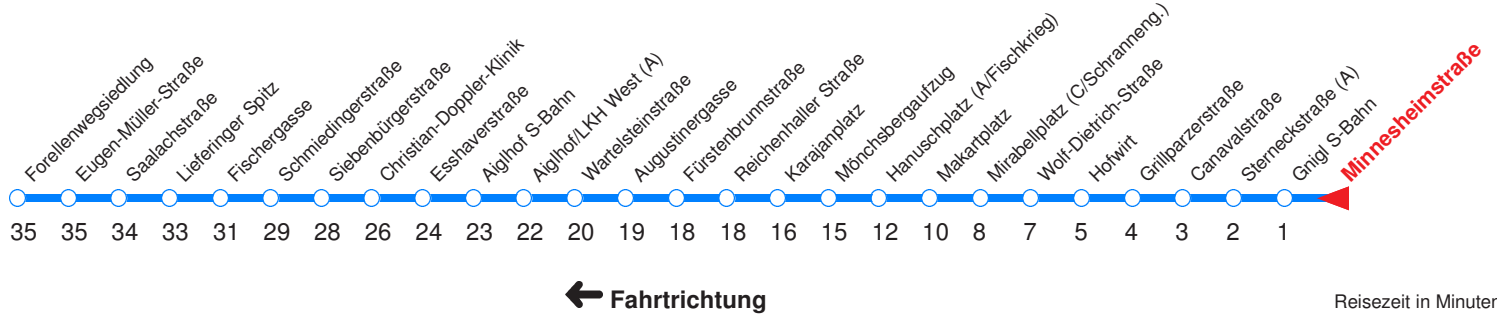 Forellenwegsiedlung
Eugen-Müller-Straße
Saalachstraße
Lieferinger Spitz
Fischergasse
Schmiedingerstraße
Siebenbürgerstraße
Christian-Doppler-Klinik
Esshaverstraße
Aiglhof S-Bahn
Aiglhof/LKH West (A)
Wartelsteinstraße
Augustinergasse
Fürstenbrunnstraße
Reichenhaller Straße
Karajanplatz
Mönchsbergaufzug
Hanuschplatz (A/Fischkrieg)
Makartplatz
Mirabellplatz (C/Schranneng.)
Wolf-Dietrich-Straße
Hofwirt
Grillparzerstraße
Canavalstraße
Sterneckstraße (A)
Gnigl S-Bahn
Minnesheimstraße
35 35 34 33 31 29 28 26 24 23 22 20 19 18 18 16 15 12 10 8 7 5 4 3 2 1
Fahrtrichtung
Reisezeit in Minuter